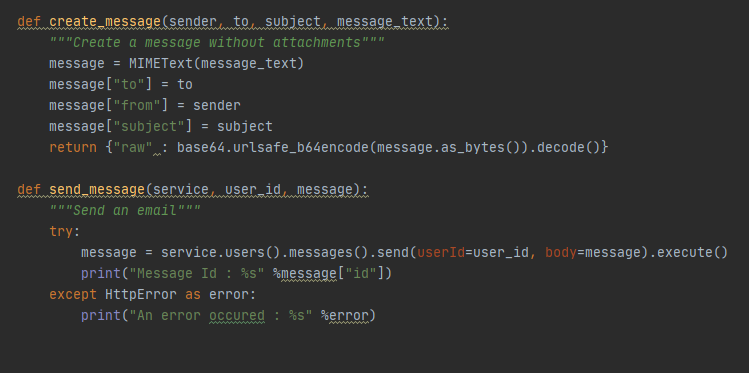 def create_message(sender, to, subject, message_text):
    """Create a message without attachments"""
    message = MIMEText(message_text)
    message["to"] = to
    message["from"] = sender
    message["subject"] = subject
    return {"raw" : base64.urlsafe_b64encode(message.as_bytes()).decode()}

def send_message(service, user_id, message):
    """Send an email"""
    try:
        message = service.users().messages().send(userId=user_id, body=message).execute()
        print("Message Id : %s" %message["id"])
    except HttpError as error:
        print("An error occured : %s" %error)